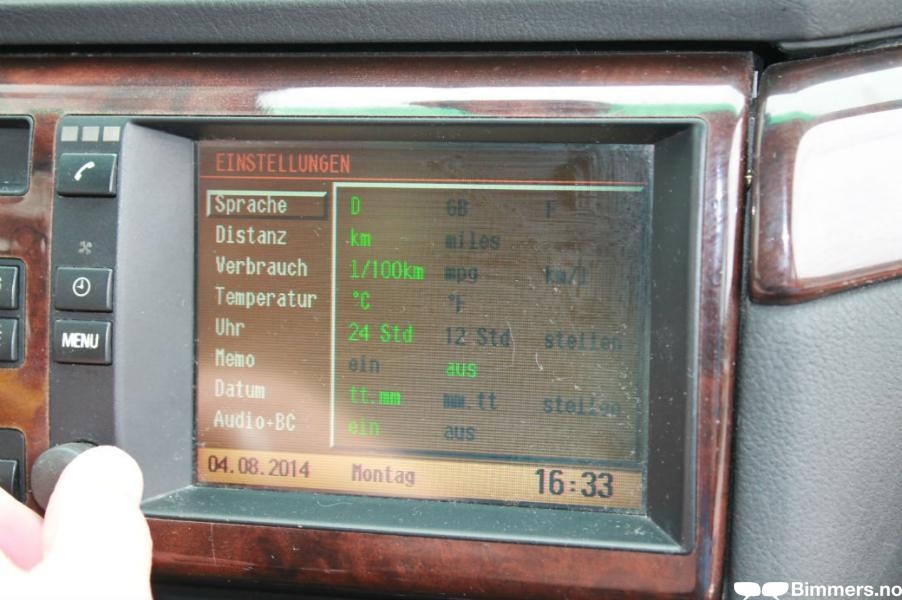 EINSTELLUNGEN
Sprache D GB F
Distanz km miles
Verbrauch l/100km mpg km/l
Temperatur °C °F
Uhr 24 Std 12 Std stellen
Memo ein aus
Datum tt.mm mm.tt stellen
Audio+BC ein aus
04.08.2014 Montag 16:33
MENU
Bimmers.no